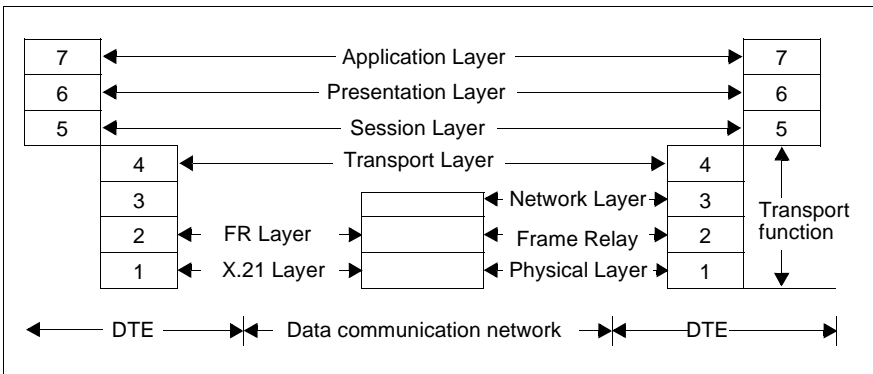 7 Application Layer 7
6 Presentation Layer 6
5 Session Layer 5
4 Transport Layer 4
3 Network Layer 3
Transport
function
2 FR Layer Frame Relay 2
1 X.21 Layer Physical Layer 1
DTE Data communication network DTE